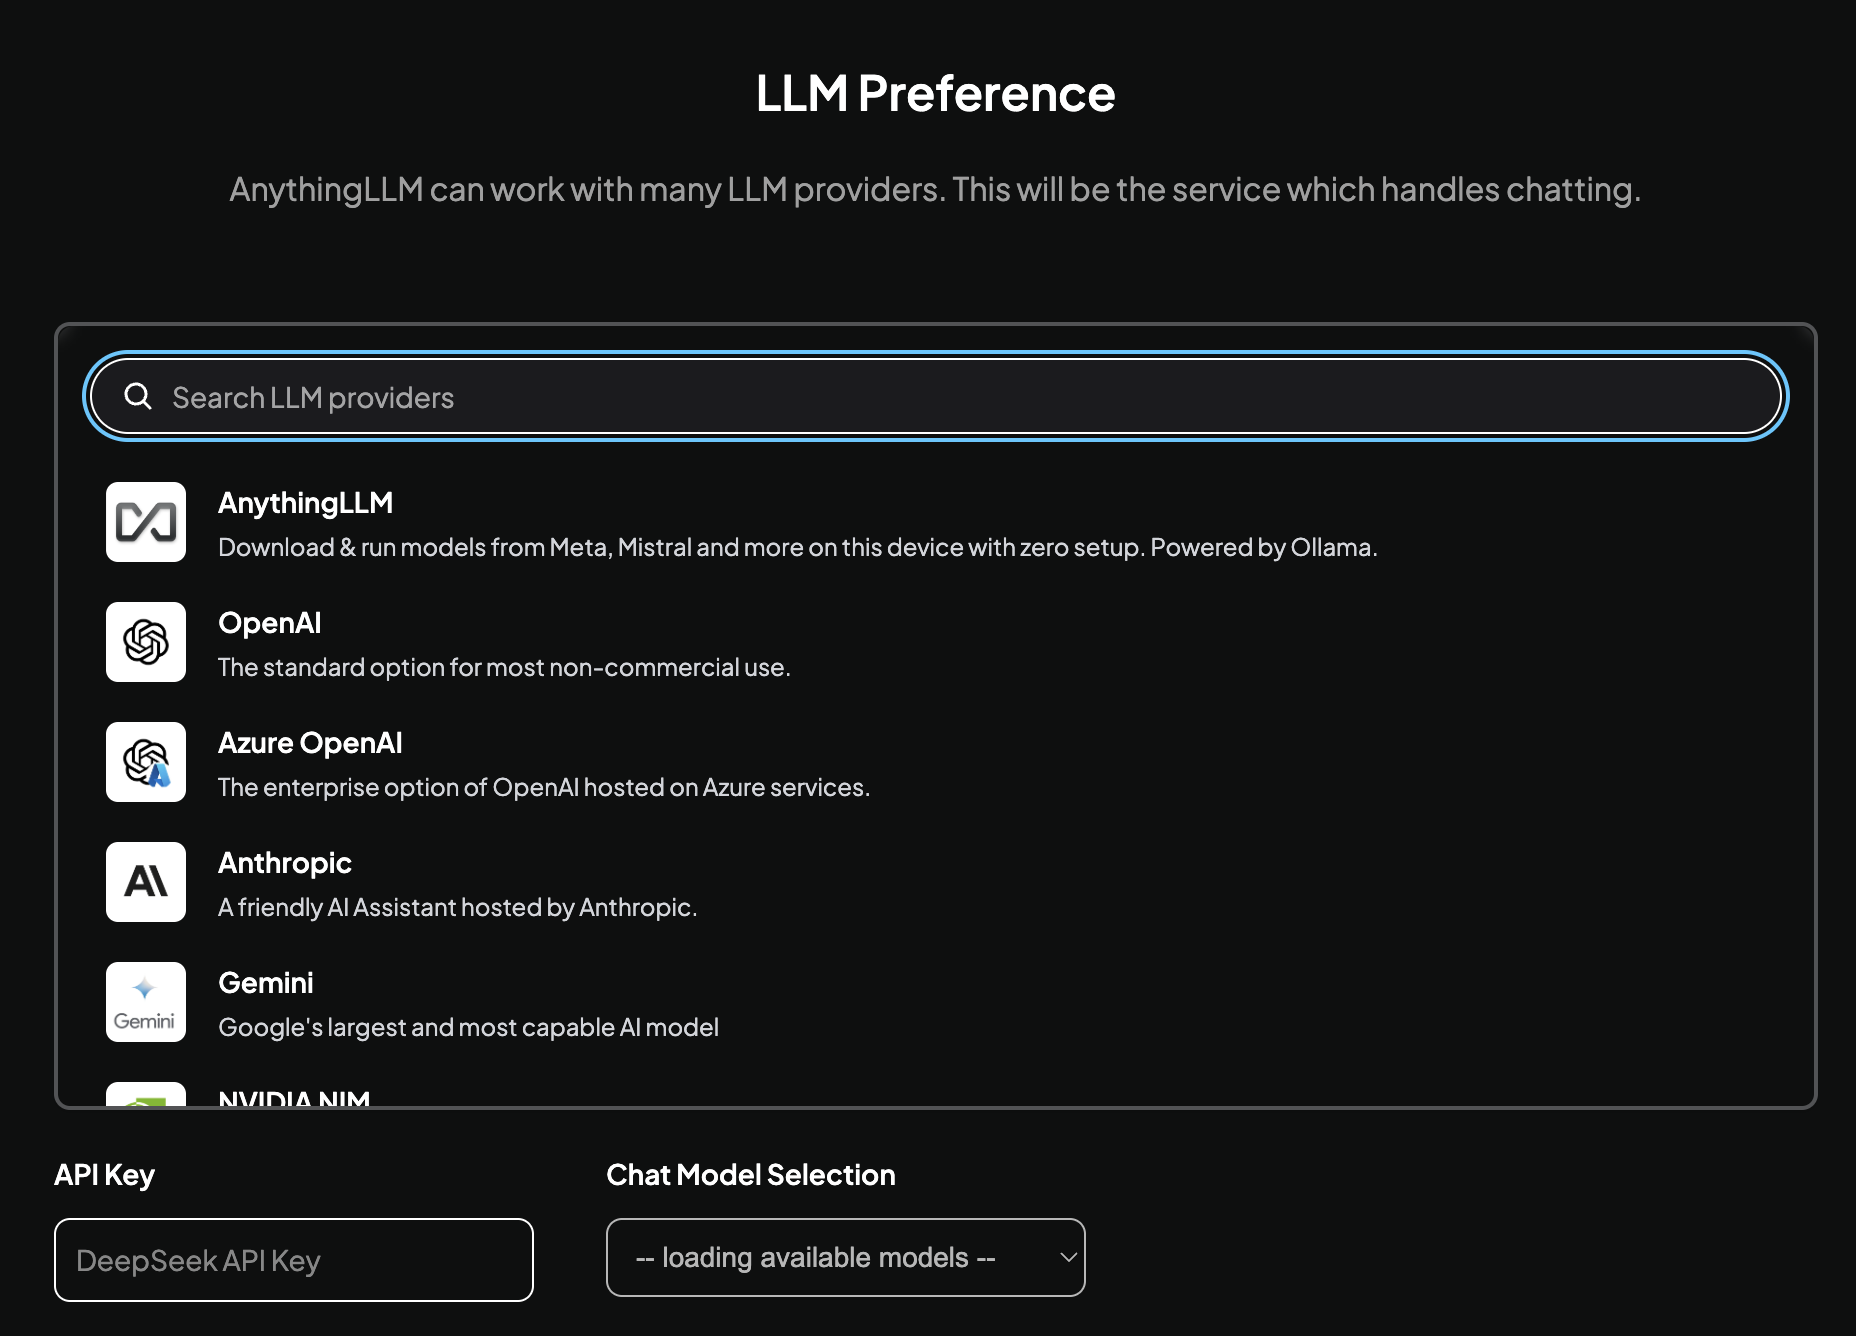 LLM Preference
AnythingLLM can work with many LLM providers. This will be the service which handles chatting.
Search LLM providers
AnythingLLM
Download & run models from Meta, Mistral and more on this device with zero setup. Powered by Ollama.
OpenAI
The standard option for most non-commercial use.
Azure OpenAI
The enterprise option of OpenAI hosted on Azure services.
Anthropic
A friendly AI Assistant hosted by Anthropic.
Gemini
Gemini
Google's largest and most capable AI model
NVIDIA NIM
API Key
Chat Model Selection
DeepSeek API Key
-- loading available models --